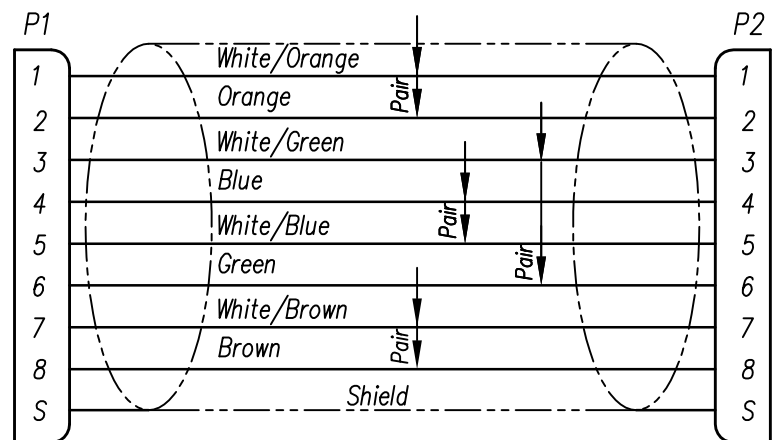 P1 P2
White/Orange
1 1
Orange Pair
2 2
White/Green
3 3
Blue
4 4
White/Blue Pair
5 5
Green Pair
6 6
White/Brown
7 7
Brown Pair
8 8
Shield
S S